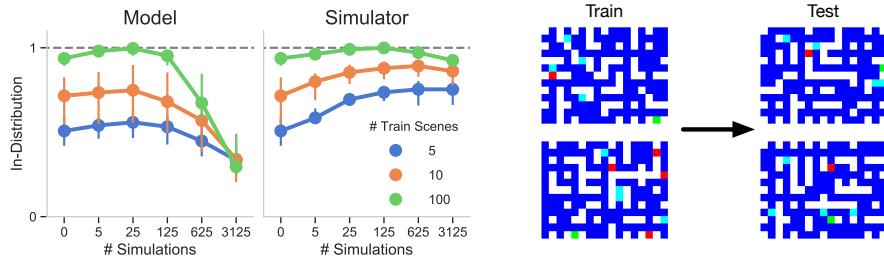 Model
Simulator
Train
Test
In-Distribution
1
0
# Train Scenes
5
10
100
0 5 25 125 625 3125
0 5 25 125 625 3125
# Simulations
# Simulations